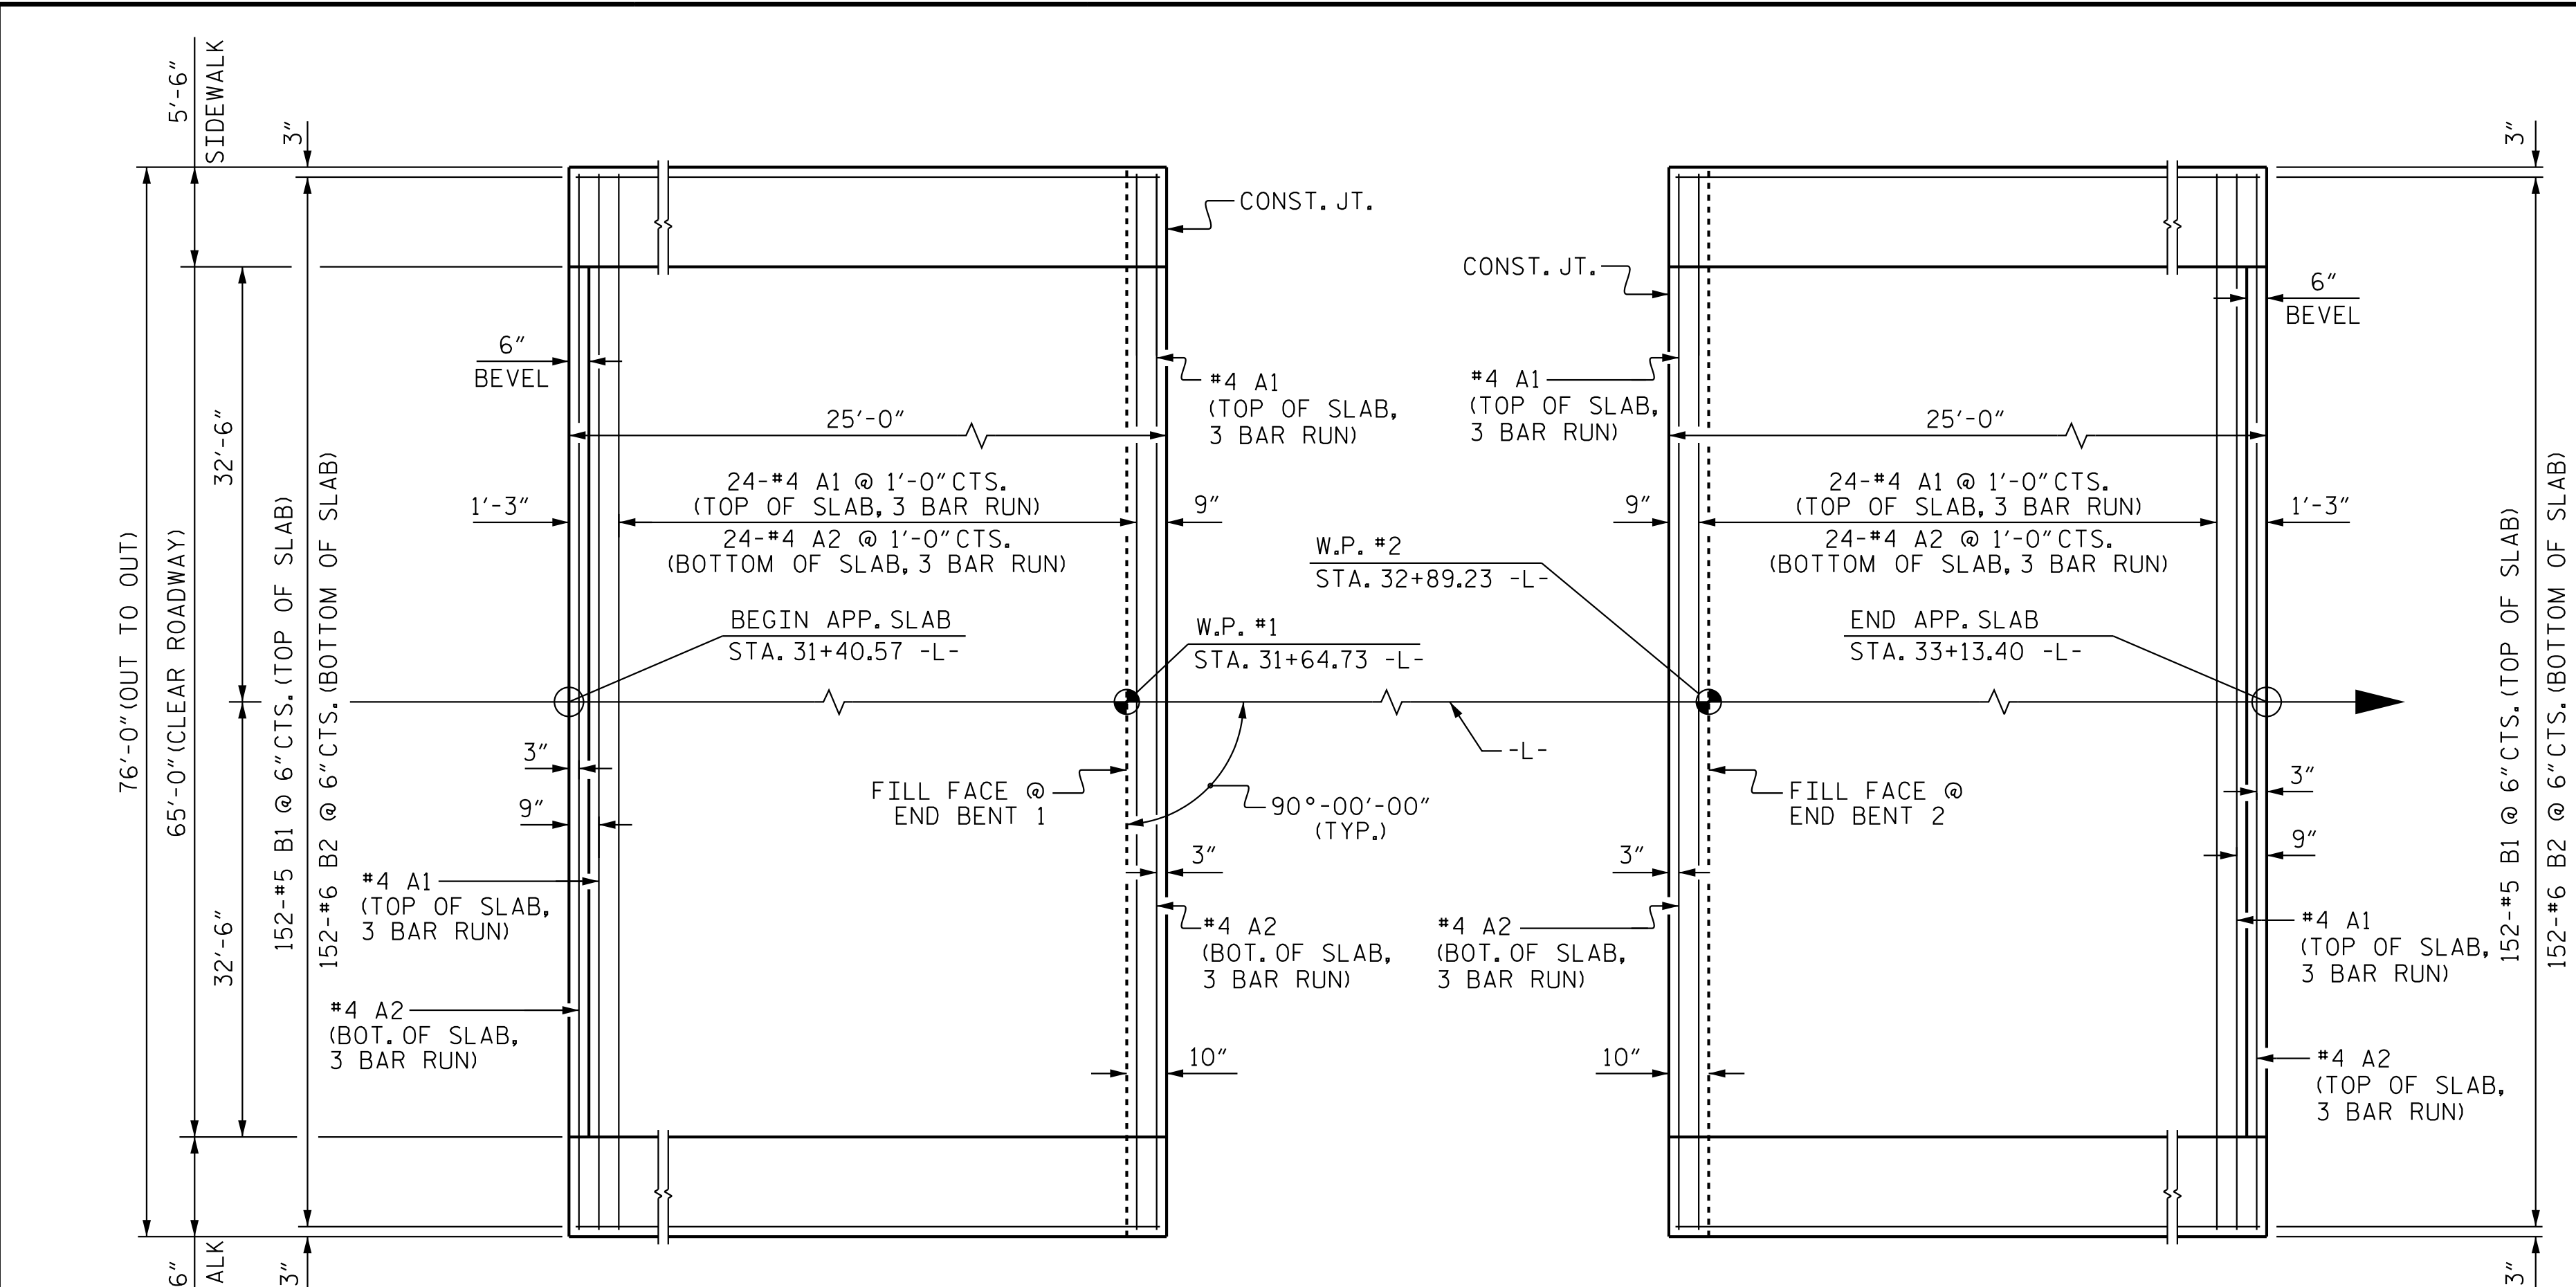 5'-6"
SIDEWALK
3"
76'-0"(OUT TO OUT)
65'-0"(CLEAR ROADWAY)
32'-6"
32'-6"
152-#5 B1 @ 6"CTS. (TOP OF SLAB)
152-#6 B2 @ 6"CTS. (BOTTOM OF SLAB)
6"
ALK
3"
6"
BEVEL
1'-3"
25'-0"
24-#4 A1 @ 1'-0"CTS.
(TOP OF SLAB, 3 BAR RUN)
24-#4 A2 @ 1'-0"CTS.
(BOTTOM OF SLAB, 3 BAR RUN)
9"
BEGIN APP. SLAB
STA. 31+40.57 -L-
3"
9"
#4 A1
(TOP OF SLAB,
3 BAR RUN)
#4 A2
(BOT. OF SLAB,
3 BAR RUN)
CONST. JT.
#4 A1
(TOP OF SLAB,
3 BAR RUN)
W.P. #1
STA. 31+64.73 -L-
FILL FACE @
END BENT 1
90°-00'-00"
(TYP.)
3"
#4 A2
(BOT. OF SLAB,
3 BAR RUN)
10"
-L-
CONST. JT.
#4 A1
(TOP OF SLAB,
3 BAR RUN)
9"
W.P. #2
STA. 32+89.23 -L-
3"
#4 A2
(BOT. OF SLAB,
3 BAR RUN)
10"
25'-0"
24-#4 A1 @ 1'-0"CTS.
(TOP OF SLAB, 3 BAR RUN)
24-#4 A2 @ 1'-0"CTS.
(BOTTOM OF SLAB, 3 BAR RUN)
END APP. SLAB
STA. 33+13.40 -L-
FILL FACE @
END BENT 2
6"
BEVEL
1'-3"
3"
9"
#4 A1
(TOP OF SLAB,
3 BAR RUN)
#4 A2
(TOP OF SLAB,
3 BAR RUN)
3"
152-#5 B1 @ 6"CTS. (TOP OF SLAB)
152-#6 B2 @ 6"CTS. (BOTTOM OF SLAB)
3"